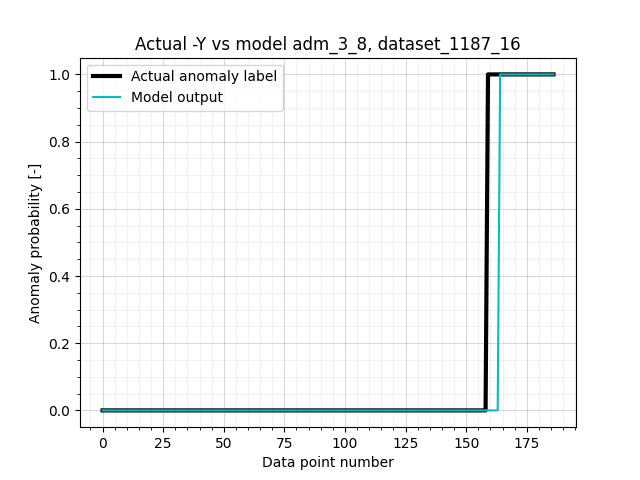 Actual -Y vs model adm_3_8, dataset_1187_16
Actual anomaly label
Model output
1.0
0.8
0.6
0.4
0.2
0.0
Anomaly probability [-]
0 25 50 75 100 125 150 175
Data point number